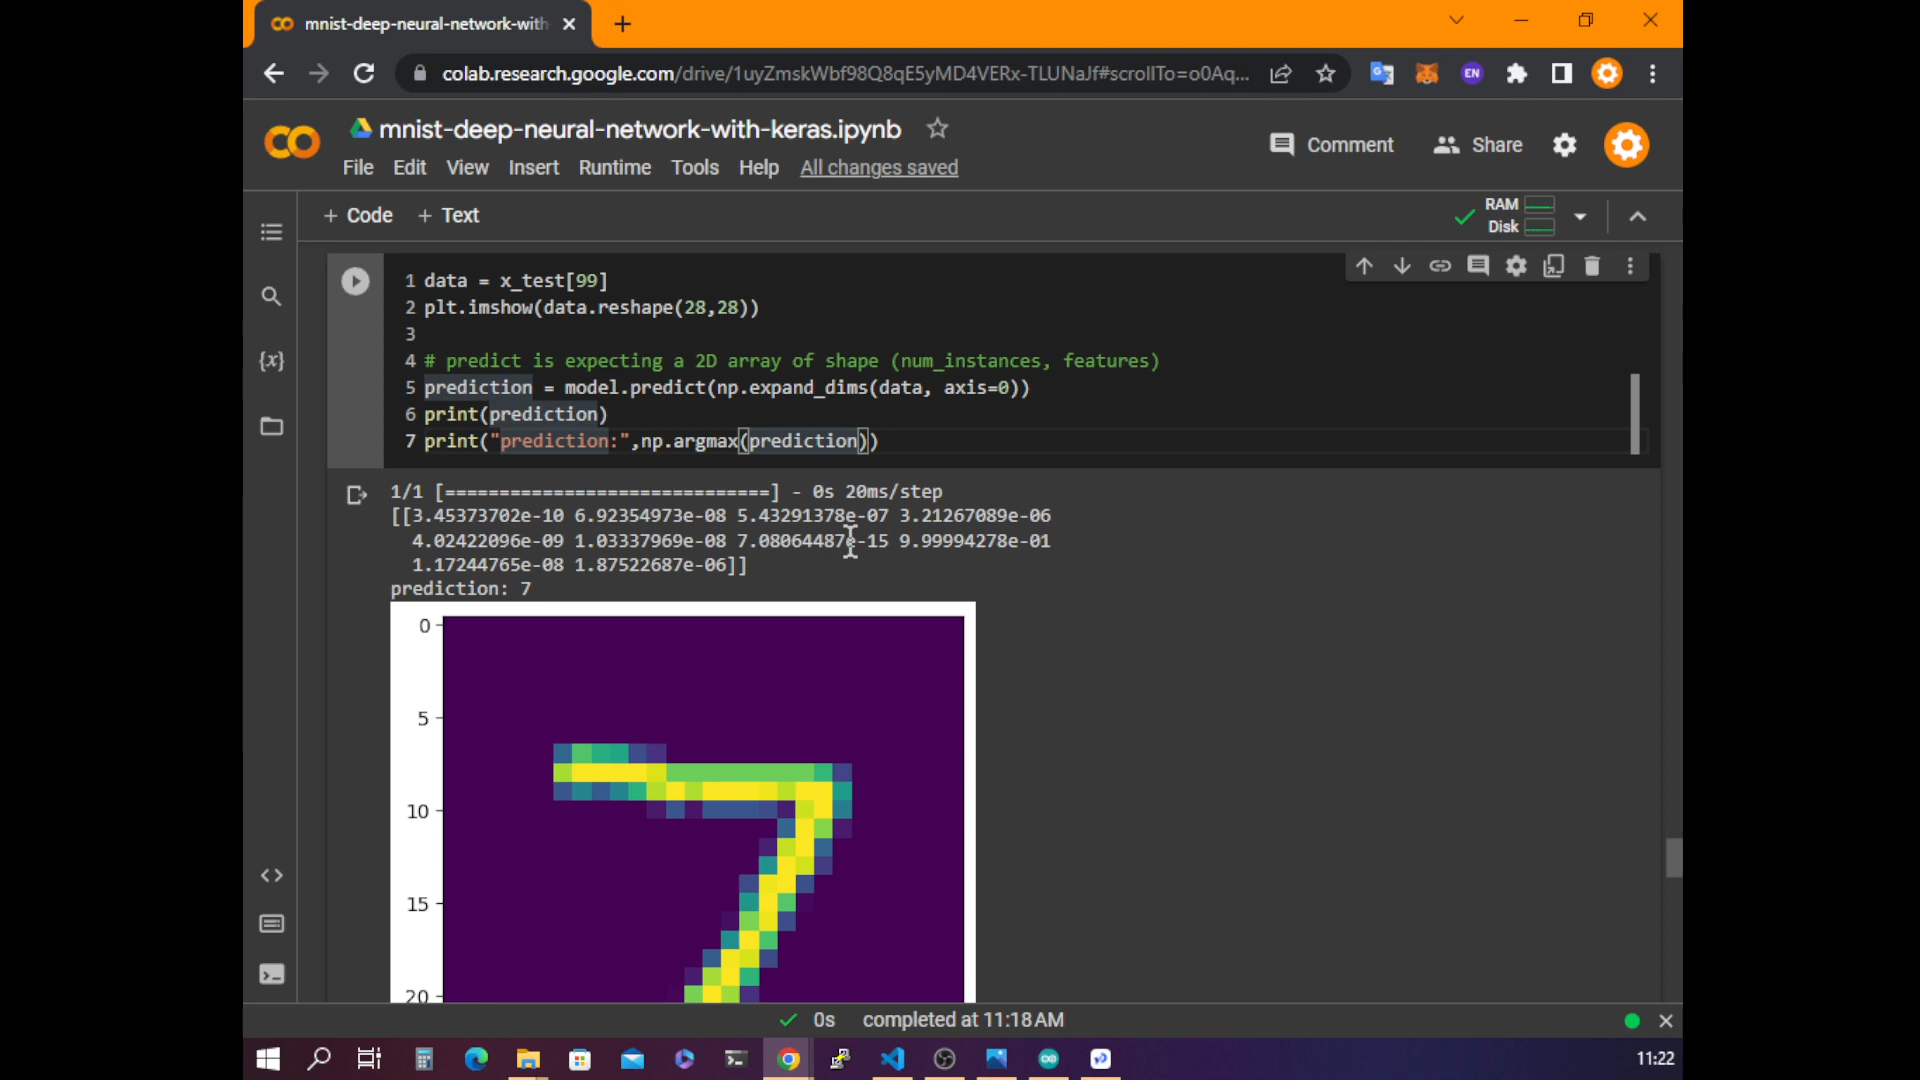 mnist-deep-neural-network-with
colab.research.google.com/drive/1uyZmskWbf98Q8qE5yMD4VERx-TLUNaJf#scrollTo=o0Aq...
EN
mnist-deep-neural-network-with-keras.ipynb
Comment
Share
File Edit View Insert Runtime Tools Help All changes saved
+ Code + Text
RAM
Disk
{x}
1 data = x_test[99]
2 plt.imshow(data.reshape(28,28))
3
4 # predict is expecting a 2D array of shape (num_instances, features)
5 prediction = model.predict(np.expand_dims(data, axis=0))
6 print(prediction)
7 print("prediction:",np.argmax(prediction))
1/1 [==============================] - 0s 20ms/step
[[3.45373702e-10 6.92354973e-08 5.43291378e-07 3.21267089e-06
4.02422096e-09 1.03337969e-08 7.08064487e-15 9.99994278e-01
1.17244765e-08 1.87522687e-06]]
prediction: 7
0
5
10
15
20
0s completed at 11:18 AM
11:22